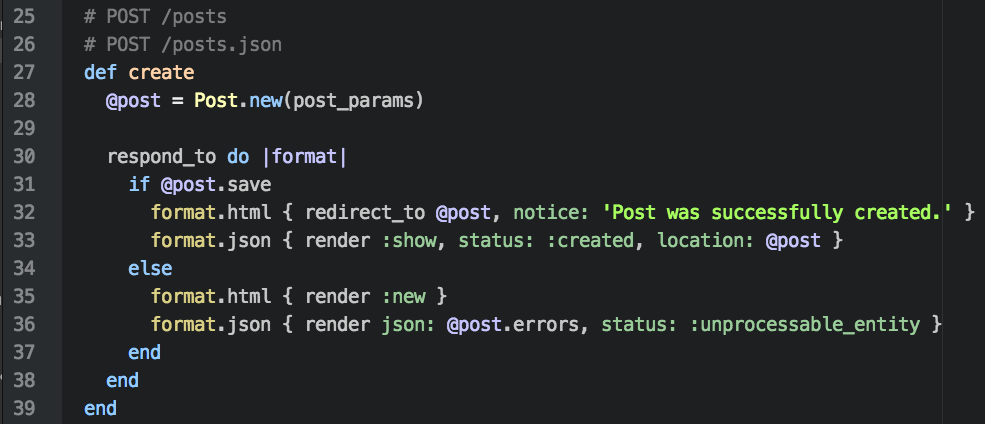 25 # POST /posts
26 # POST /posts.json
27 def create
28   @post = Post.new(post_params)
29
30   respond_to do |format|
31     if @post.save
32       format.html { redirect_to @post, notice: 'Post was successfully created.' }
33       format.json { render :show, status: :created, location: @post }
34     else
35       format.html { render :new }
36       format.json { render json: @post.errors, status: :unprocessable_entity }
37     end
38   end
39 end